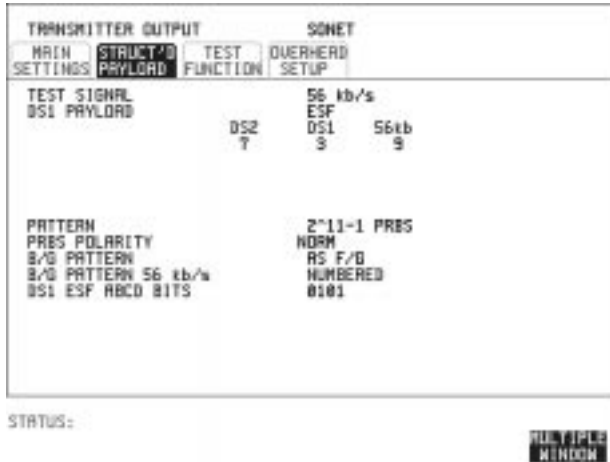 TRANSMITTER OUTPUT SONET
MAIN SETTINGS STRUCT'D PAYLOAD TEST FUNCTION OVERHEAD SETUP
TEST SIGNAL 56 kb/s
DS1 PAYLOAD ESF
DS2 DS1 56kb
7 3 9
PATTERN 2^11-1 PRBS
PRBS POLARITY NORM
B/G PATTERN AS F/G
B/G PATTERN 56 kb/s NUMBERED
DS1 ESF ABCD BITS 0101
STATUS:
MULTIPLE WINDOW